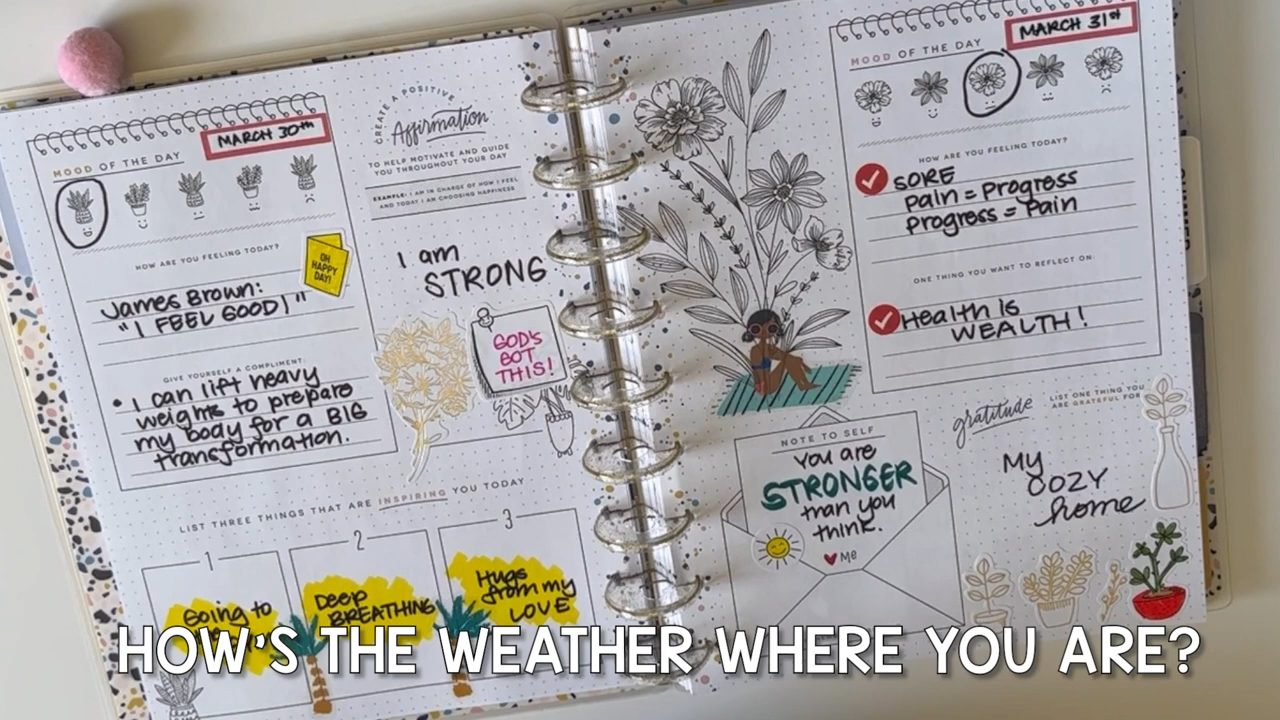 MARCH 30th
MOOD OF THE DAY
HOW ARE YOU FEELING TODAY?
OH
HAPPY
DAY!
James Brown:
"I FEEL GOOD!"
GIVE YOURSELF A COMPLIMENT:
• I can lift heavy
weights to prepare
my body for a BIG
transformation.
CREATE A POSITIVE
Affirmation
TO HELP MOTIVATE AND GUIDE
YOU THROUGHOUT YOUR DAY
EXAMPLE: I AM IN CHARGE OF HOW I FEEL
AND TODAY I AM CHOOSING HAPPINESS
I am
STRONG
GOD'S
GOT
THIS!
LIST THREE THINGS THAT ARE INSPIRING YOU TODAY
1
Going to
2
Deep
BREATHING
3
Hugs
from my
LOVE
MARCH 31st
MOOD OF THE DAY
HOW ARE YOU FEELING TODAY?
SORE
Pain = Progress
Progress = Pain
ONE THING YOU WANT TO REFLECT ON:
Health is
WEALTH!
NOTE TO SELF
You are
STRONGER
than you
think.
♥ Me
gratitude
LIST ONE THING YOU
ARE GRATEFUL FOR
My
COZY
home
HOW'S THE WEATHER WHERE YOU ARE?